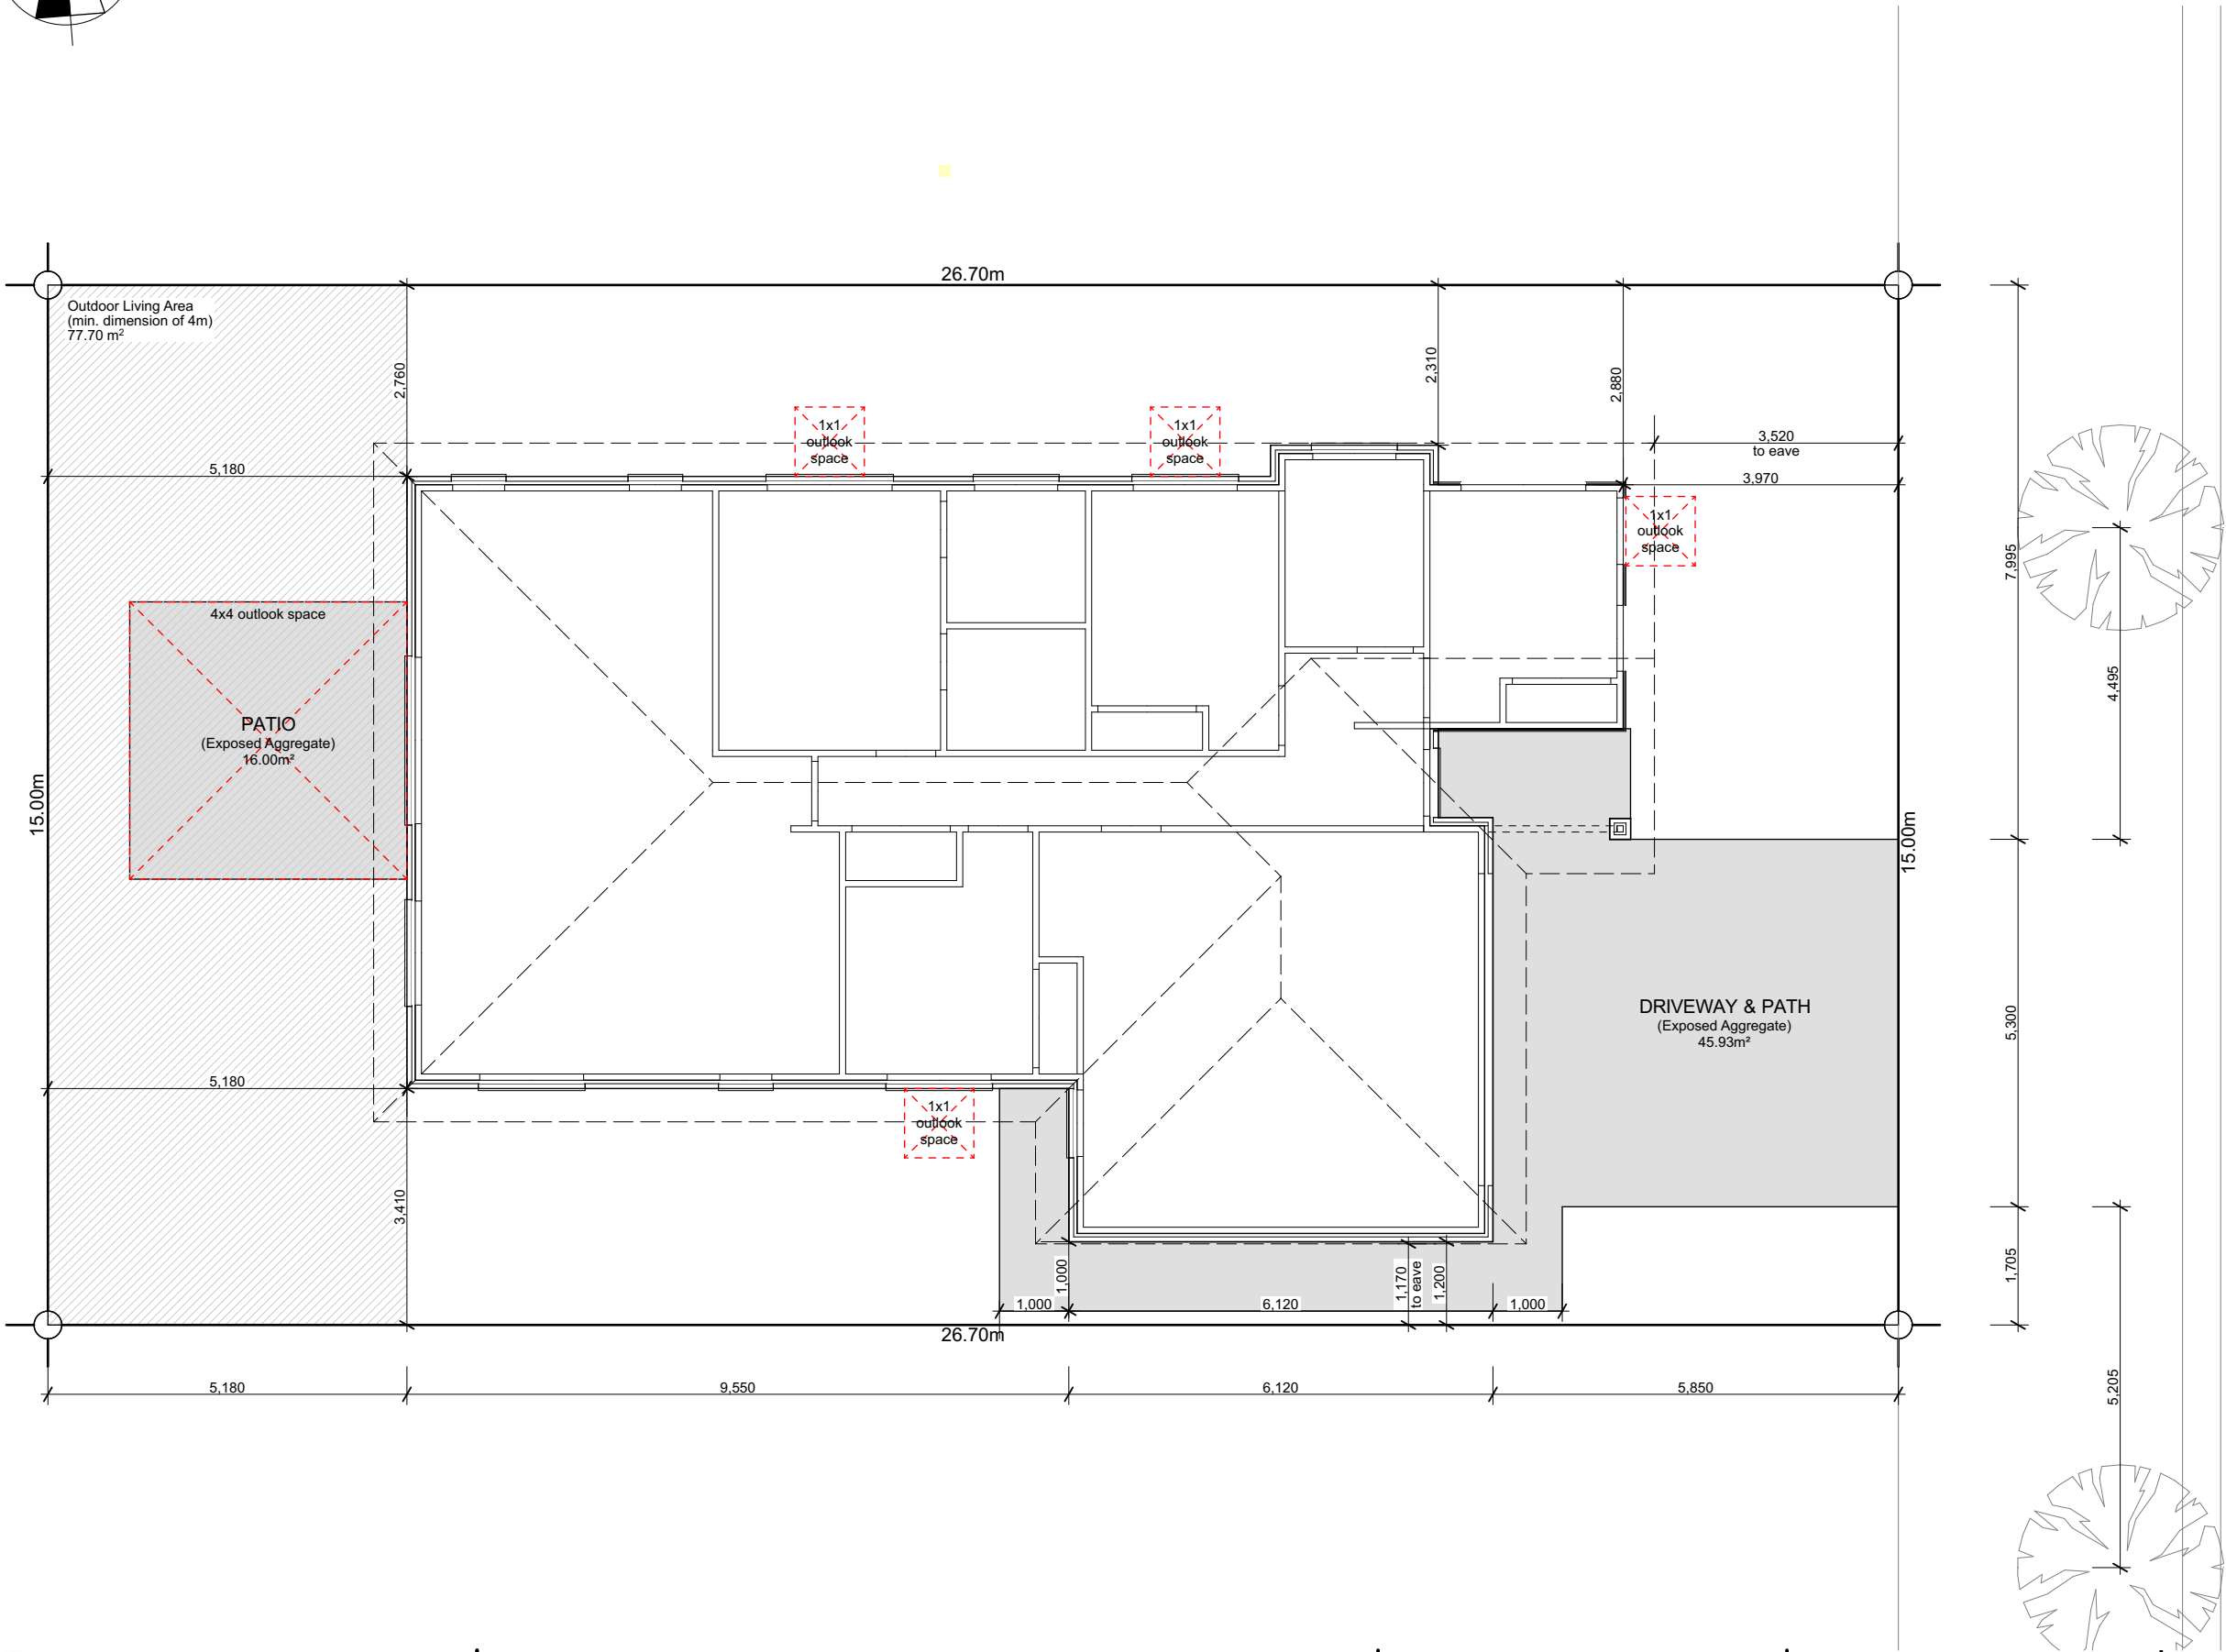 26.70m
Outdoor Living Area
(min. dimension of 4m)
77.70 m²
2,760
2,310
2,880
1x1
outlook
space
1x1
outlook
space
3,520
to eave
5,180
3,970
1x1
outlook
space
7,995
4x4 outlook space
4,495
PATIO
(Exposed Aggregate)
16.00m²
15.00m
15.00m
DRIVEWAY & PATH
(Exposed Aggregate)
45.93m²
5,300
5,180
1x1
outlook
space
3,410
1,000
1,170
to eave
1,200
1,705
1,000
6,120
1,000
26.70m
5,180
9,550
6,120
5,850
5,205